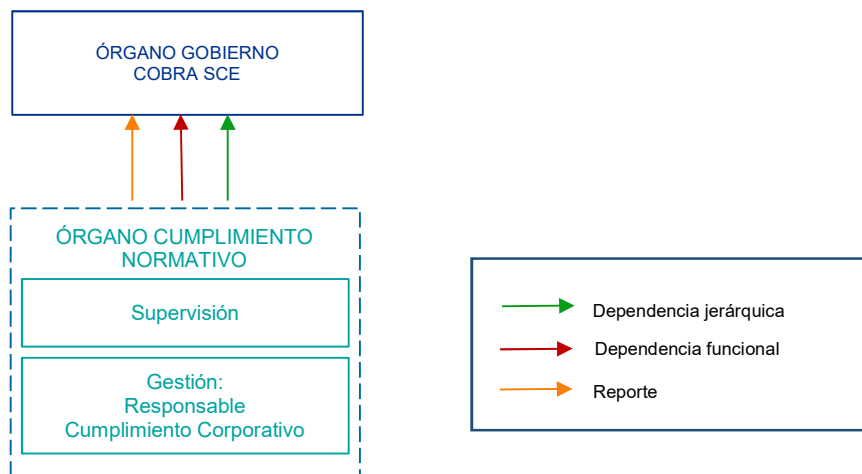 ÓRGANO GOBIERNO
COBRA SCE
ÓRGANO CUMPLIMIENTO
NORMATIVO
Supervisión
Gestión:
Responsable
Cumplimiento Corporativo
Dependencia jerárquica
Dependencia funcional
Reporte